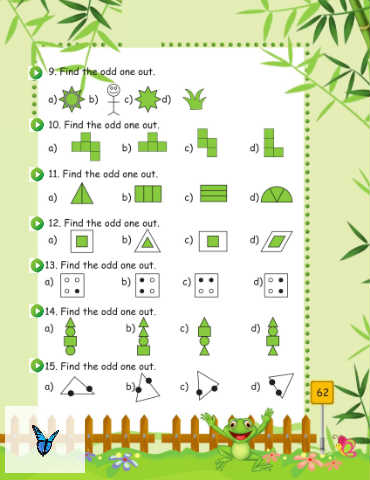 9. Find the odd one out.
a) b) c) d)
10. Find the odd one out.
a) b) c) d)
11. Find the odd one out.
a) b) c) d)
12. Find the odd one out.
a) b) c) d)
13. Find the odd one out.
a) b) c) d)
14. Find the odd one out.
a) b) c) d)
15. Find the odd one out.
a) b) c) d)
62